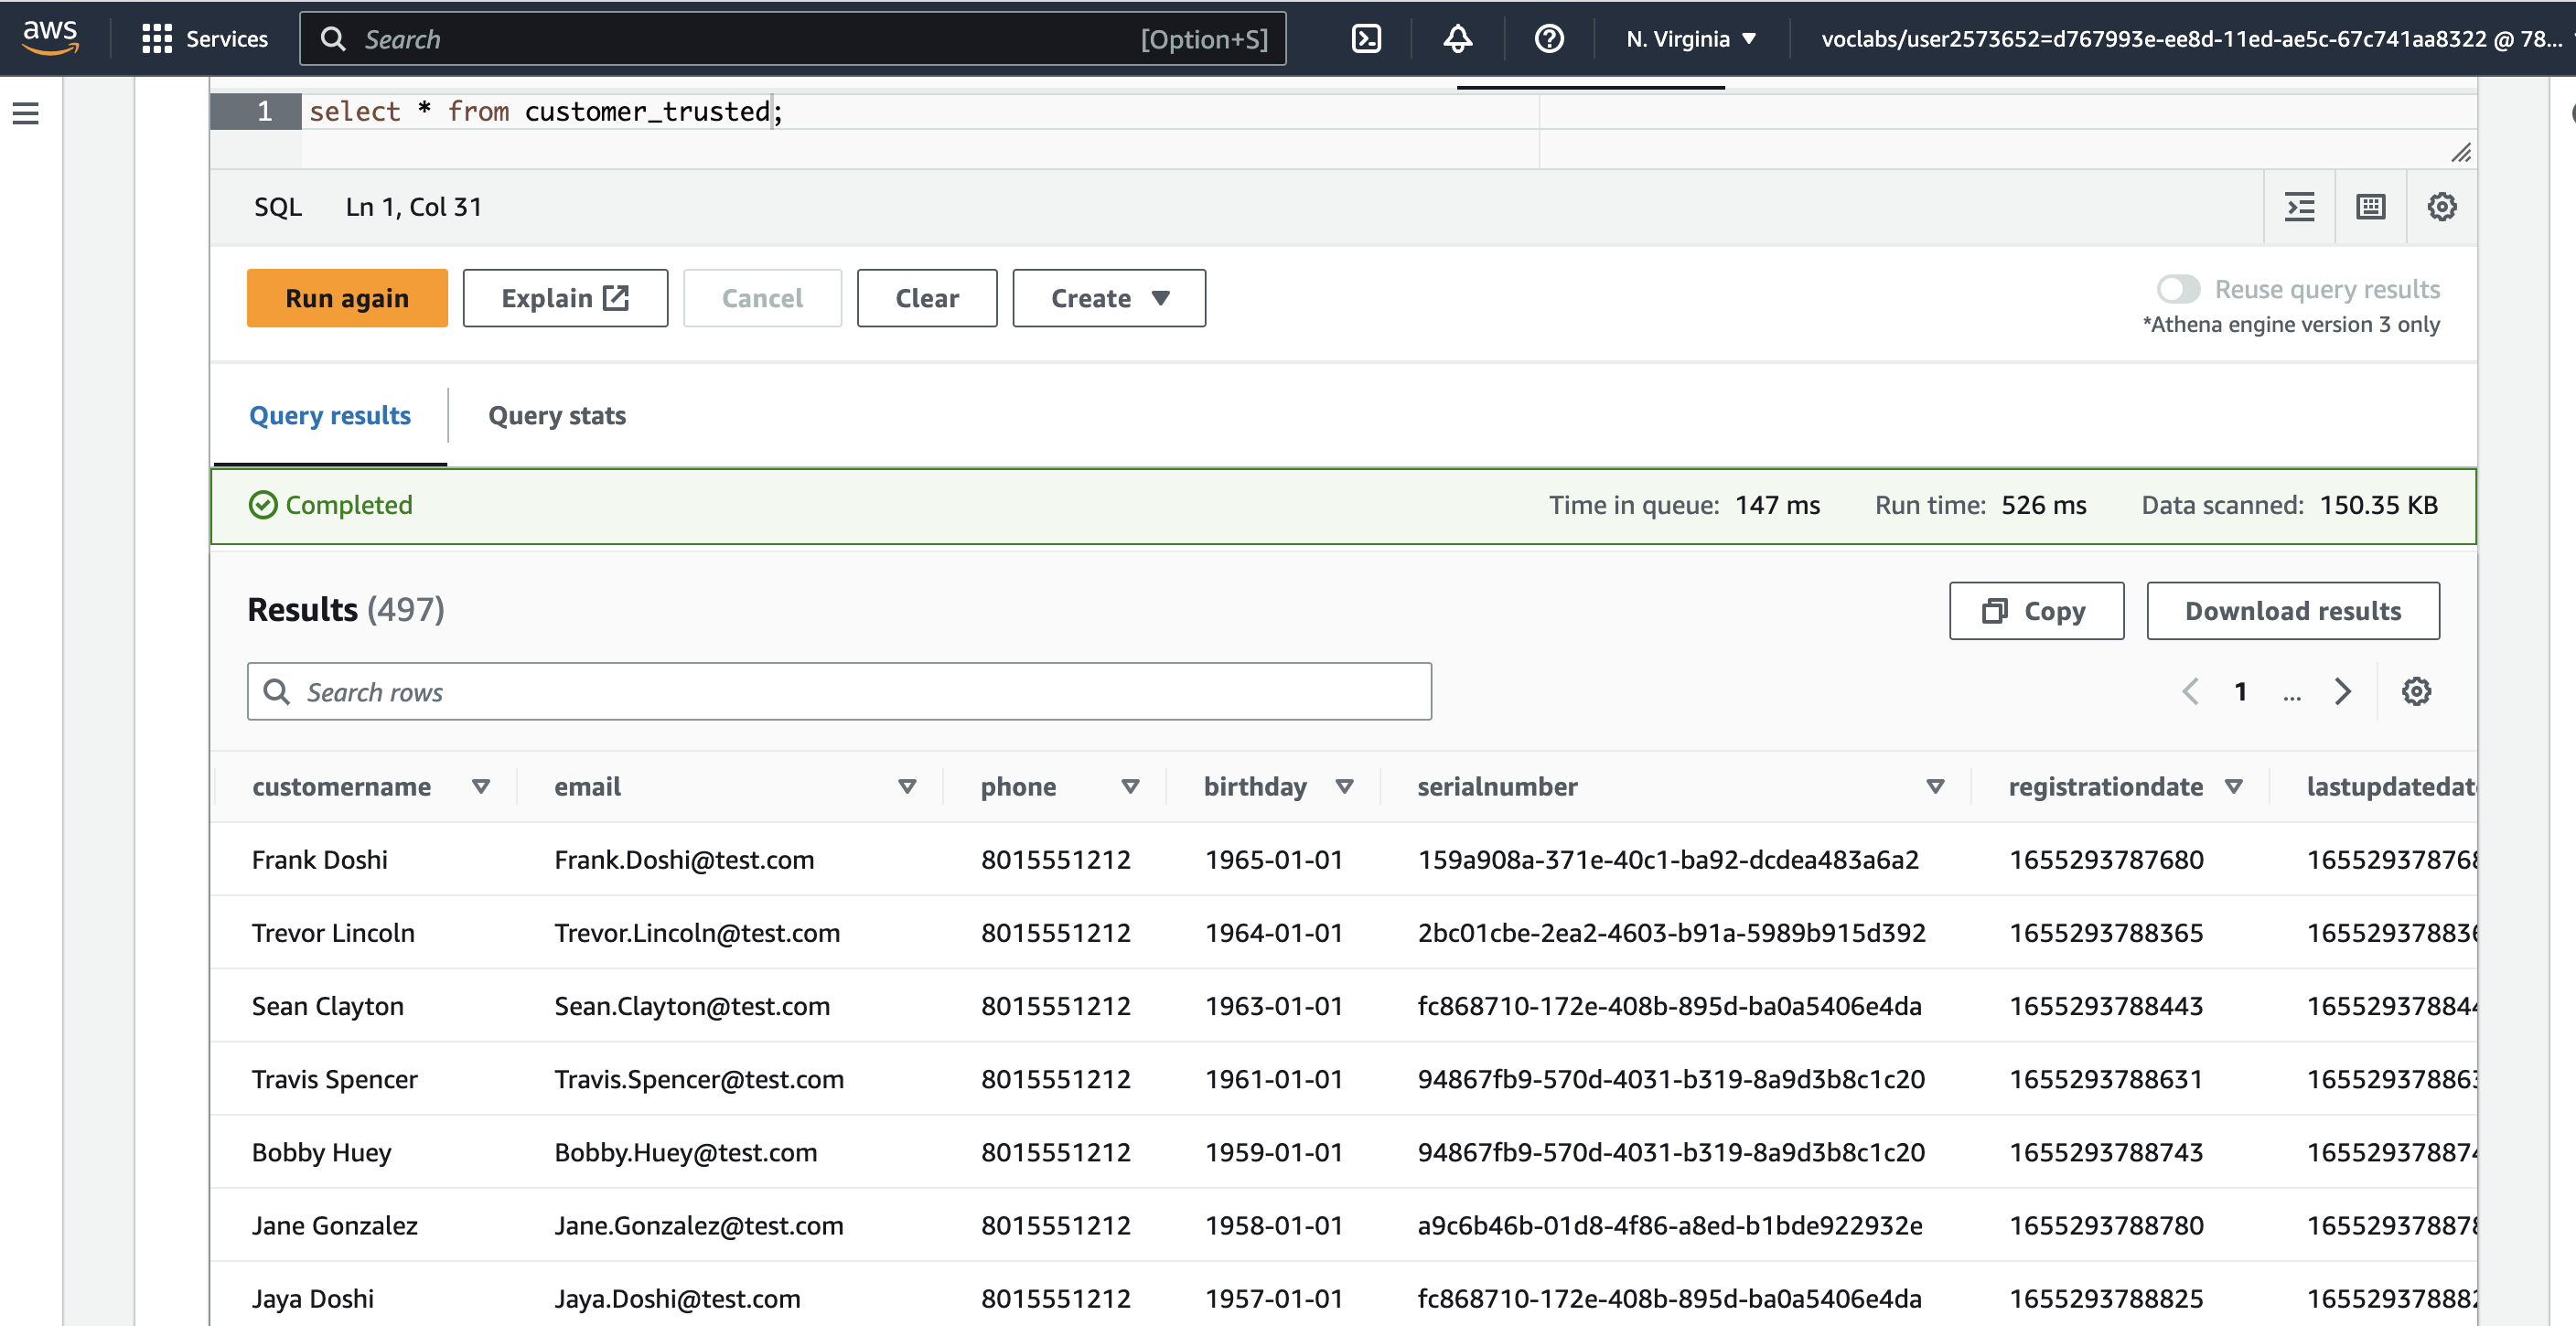 aws Services Search [Option+S] N. Virginia voclabs/user2573652=d767993e-ee8d-11ed-ae5c-67c741aa8322 @ 78...
1 select * from customer_trusted;
SQL Ln 1, Col 31
Run again Explain Cancel Clear Create Reuse query results
*Athena engine version 3 only
Query results Query stats
Completed Time in queue: 147 ms Run time: 526 ms Data scanned: 150.35 KB
Results (497) Copy Download results
Search rows 1 ...
customername email phone birthday serialnumber registrationdate lastupdatedat
Frank Doshi Frank.Doshi@test.com 8015551212 1965-01-01 159a908a-371e-40c1-ba92-dcdea483a6a2 1655293787680 165529378768
Trevor Lincoln Trevor.Lincoln@test.com 8015551212 1964-01-01 2bc01cbe-2ea2-4603-b91a-5989b915d392 1655293788365 165529378836
Sean Clayton Sean.Clayton@test.com 8015551212 1963-01-01 fc868710-172e-408b-895d-ba0a5406e4da 1655293788443 165529378844
Travis Spencer Travis.Spencer@test.com 8015551212 1961-01-01 94867fb9-570d-4031-b319-8a9d3b8c1c20 1655293788631 165529378863
Bobby Huey Bobby.Huey@test.com 8015551212 1959-01-01 94867fb9-570d-4031-b319-8a9d3b8c1c20 1655293788743 165529378874
Jane Gonzalez Jane.Gonzalez@test.com 8015551212 1958-01-01 a9c6b46b-01d8-4f86-a8ed-b1bde922932e 1655293788780 165529378878
Jaya Doshi Jaya.Doshi@test.com 8015551212 1957-01-01 fc868710-172e-408b-895d-ba0a5406e4da 1655293788825 165529378882